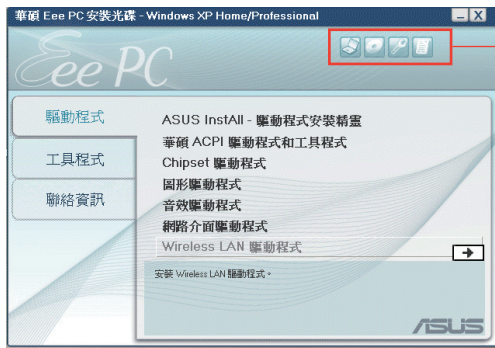 華碩 Eee PC 安裝光碟 - Windows XP Home/Professional
Eee PC
驅動程式
工具程式
聯絡資訊
ASUS InstAll - 驅動程式安裝精靈
華碩 ACPI 驅動程式和工具程式
Chipset 驅動程式
圖形驅動程式
音效驅動程式
網路介面驅動程式
Wireless LAN 驅動程式
安裝 Wireless LAN 驅動程式。
ASUS